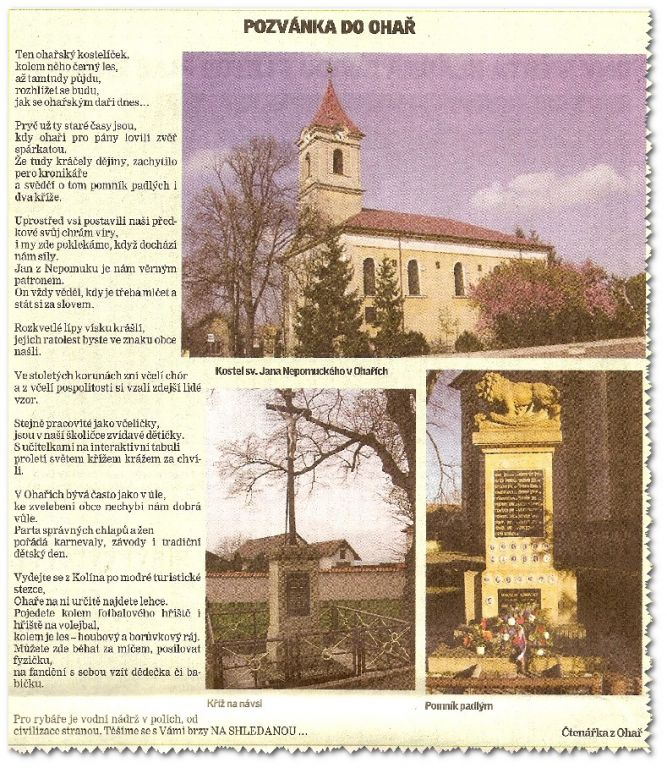 POZVÁNKA DO OHAŘ
Ten ohařský kostelíček,
kolem něho černý les,
až tamtudy půjdu,
rozhlížet se budu,
jak se ohařským daří dnes...
Pryč už ty staré časy jsou,
kdy ohaři pro pány lovili zvěř
spárkatou.
Že tudy kráčely dějiny, zachytilo
pero kronikáře
a svědčí o tom pomník padlých i
dva kříže.
Uprostřed vsi postavili naši před-
kové svůj chrám víry,
i my zde poklekáme, když dochází
nám síly.
Jan z Nepomuku je nám věrným
patronem.
On vždy věděl, kdy je třeba mlčet a
stát si za slovem.
Rozkvetlé lípy vísku krášlí,
jejich ratolest byste ve znaku obce
našli.
Ve stoletých korunách zní včelí chór
a z včelí pospolitosti si vzali zdejší lidé
vzor.
Stejně pracovité jako včeličky,
jsou v naší školičce zvídavé dětičky.
S učitelkami na interaktivní tabuli
proletí světem křížem krážem za chví-
li.
V Ohařích bývá často jako v úle,
ke zvelebení obce nechybí nám dobrá
vůle.
Parta správných chlapů a žen
pořádá karnevaly, závody i tradiční
dětský den.
Vydejte se z Kolína po modré turistické
stezce,
Ohaře na ní určitě najdete lehce.
Pojedete kolem fotbalového hřiště i
hřiště na volejbal,
kolem je les – houbový a borůvkový ráj.
Můžete zde běhat za míčem, posilovat
fyzičku,
na fandění s sebou vzít dědečka či ba-
bičku.
Pro rybáře je vodní nádrž v polích, od
civilizace stranou. Těšíme se s Vámi brzy NA SHLEDANOU ...
Kostel sv. Jana Nepomuckého v Ohařích
Kříž na návsi
Pomník padlým
Čtenářka z Ohař